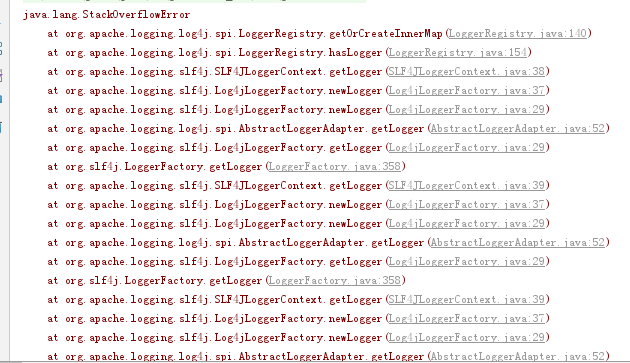 java.lang.StackOverflowError
at org.apache.logging.log4j.spi.LoggerRegistry.getOrCreateInnerMap(LoggerRegistry.java:140)
at org.apache.logging.log4j.spi.LoggerRegistry.hasLogger(LoggerRegistry.java:154)
at org.apache.logging.slf4j.SLF4JLoggerContext.getLogger(SLF4JLoggerContext.java:38)
at org.apache.logging.slf4j.Log4jLoggerFactory.newLogger(Log4jLoggerFactory.java:37)
at org.apache.logging.slf4j.Log4jLoggerFactory.newLogger(Log4jLoggerFactory.java:29)
at org.apache.logging.log4j.spi.AbstractLoggerAdapter.getLogger(AbstractLoggerAdapter.java:52)
at org.apache.logging.slf4j.Log4jLoggerFactory.getLogger(Log4jLoggerFactory.java:29)
at org.slf4j.LoggerFactory.getLogger(LoggerFactory.java:358)
at org.apache.logging.slf4j.SLF4JLoggerContext.getLogger(SLF4JLoggerContext.java:39)
at org.apache.logging.slf4j.Log4jLoggerFactory.newLogger(Log4jLoggerFactory.java:37)
at org.apache.logging.slf4j.Log4jLoggerFactory.newLogger(Log4jLoggerFactory.java:29)
at org.apache.logging.log4j.spi.AbstractLoggerAdapter.getLogger(AbstractLoggerAdapter.java:52)
at org.apache.logging.slf4j.Log4jLoggerFactory.getLogger(Log4jLoggerFactory.java:29)
at org.slf4j.LoggerFactory.getLogger(LoggerFactory.java:358)
at org.apache.logging.slf4j.SLF4JLoggerContext.getLogger(SLF4JLoggerContext.java:39)
at org.apache.logging.slf4j.Log4jLoggerFactory.newLogger(Log4jLoggerFactory.java:37)
at org.apache.logging.slf4j.Log4jLoggerFactory.newLogger(Log4jLoggerFactory.java:29)
at org.apache.logging.log4j.spi.AbstractLoggerAdapter.getLogger(AbstractLoggerAdapter.java:52)